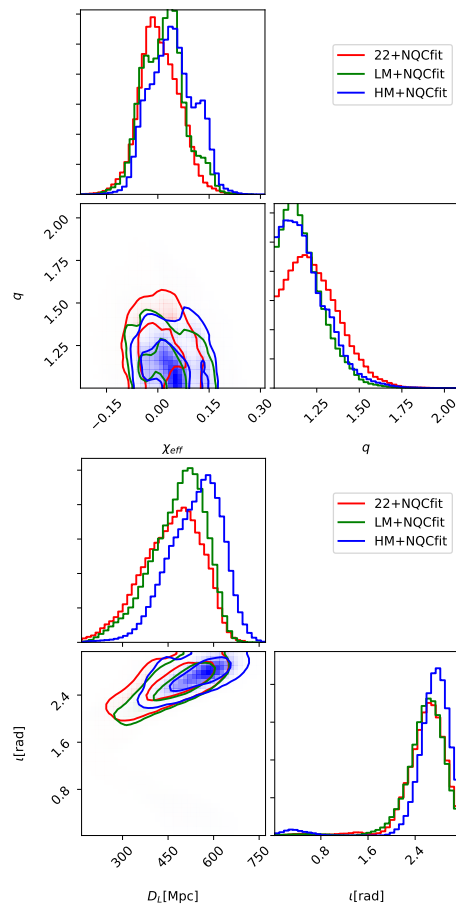 22+NQCfit
LM+NQCfit
HM+NQCfit
2.00
1.75
q
1.50
1.25
−0.15
0.00
0.15
0.30
1.25
1.50
1.75
2.00
χeff
q
22+NQCfit
LM+NQCfit
HM+NQCfit
2.4
ι[rad]
1.6
0.8
300
450
600
750
0.8
1.6
2.4
D_L[Mpc]
ι[rad]